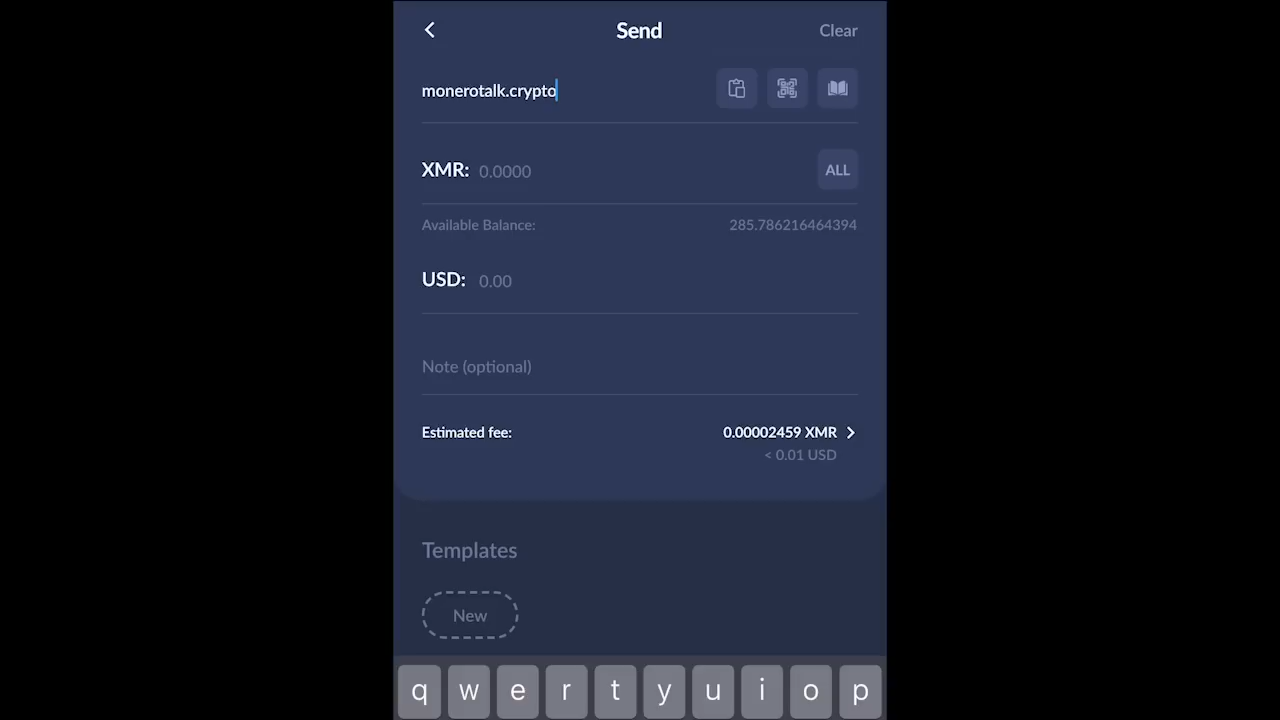 Send
Clear
monerotalk.crypto
XMR: 0.0000
ALL
Available Balance: 285.786216464394
USD: 0.00
Note (optional)
Estimated fee: 0.00002459 XMR
< 0.01 USD
Templates
New
q w e r t y u i o p